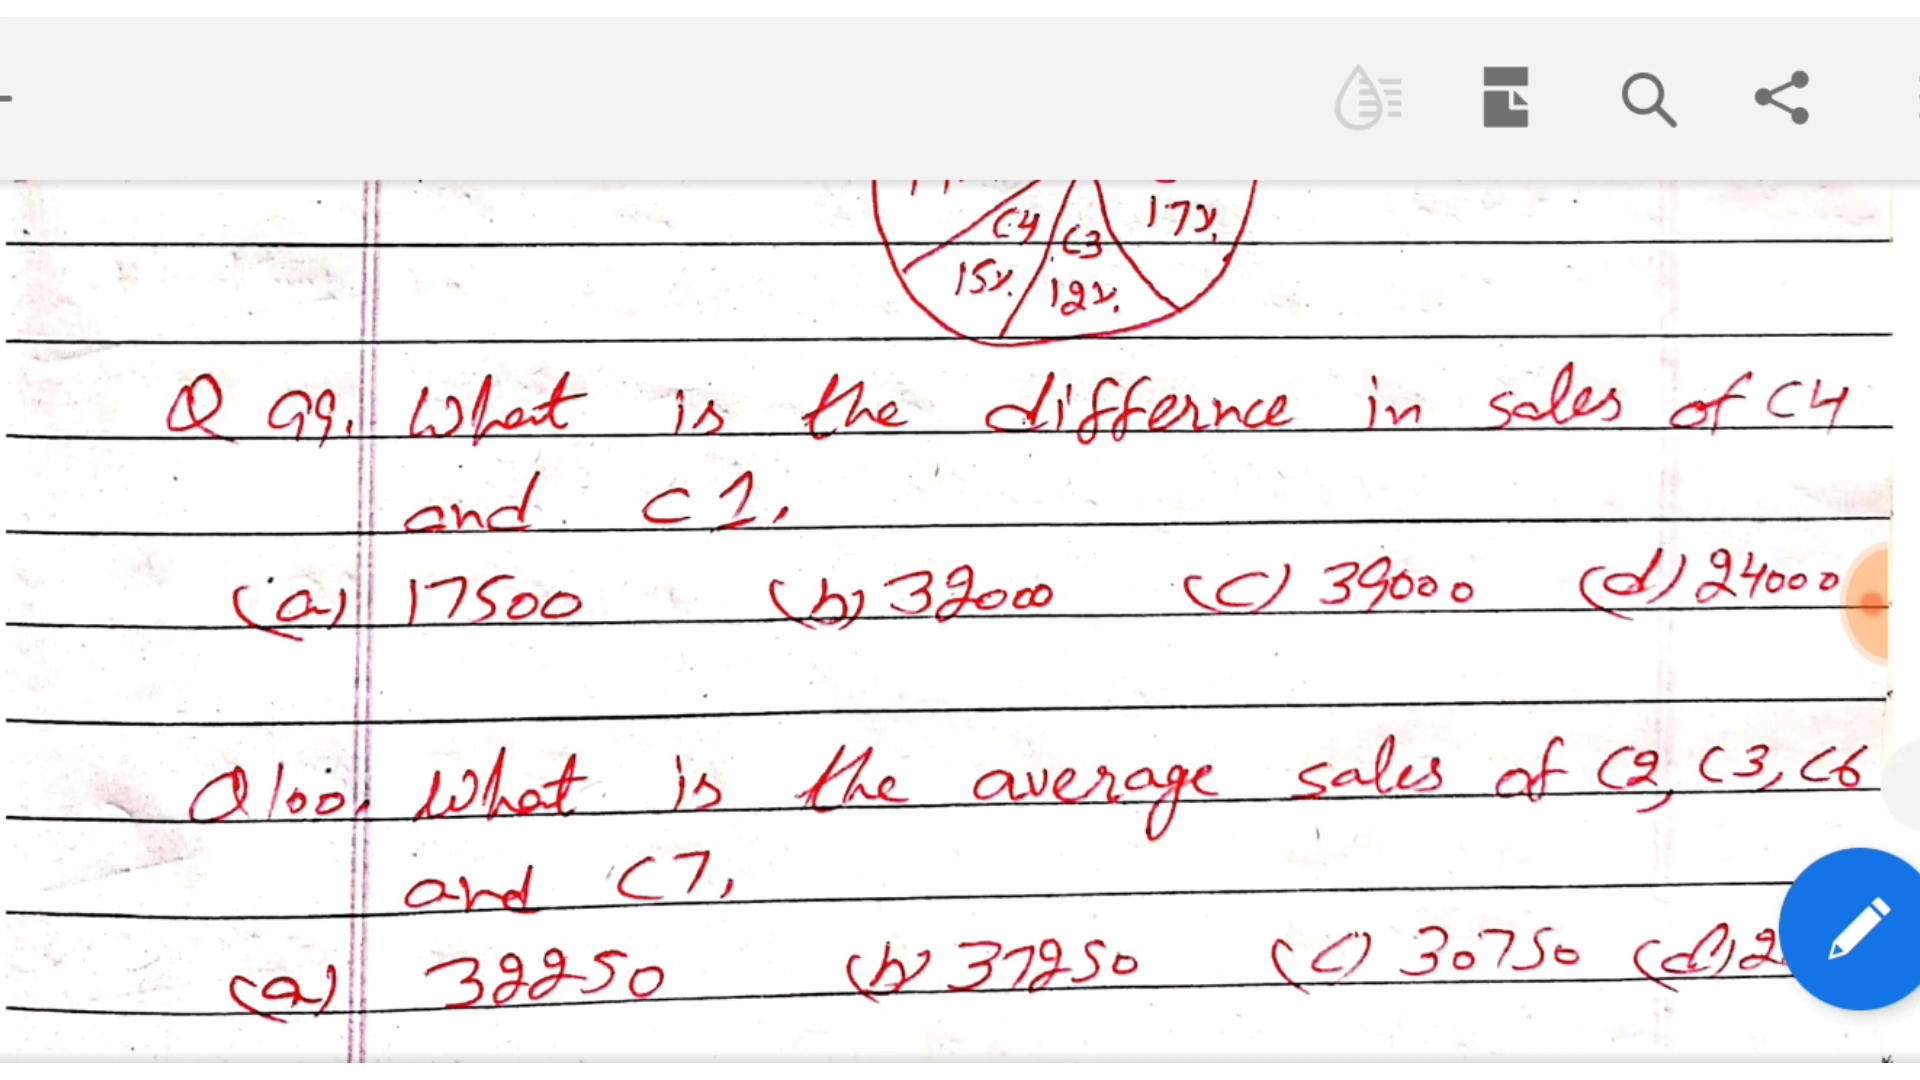 17%.
C4 C3
15%. 12%.
Q 99. What is the differnce in sales of C4
and C1.
(a) 17500 (b) 32000 (c) 39000 (d) 24000
Q100. What is the average sales of C2, C3, C6
and C7,
(a) 32250 (b) 37250 (c) 30750 (d) 2